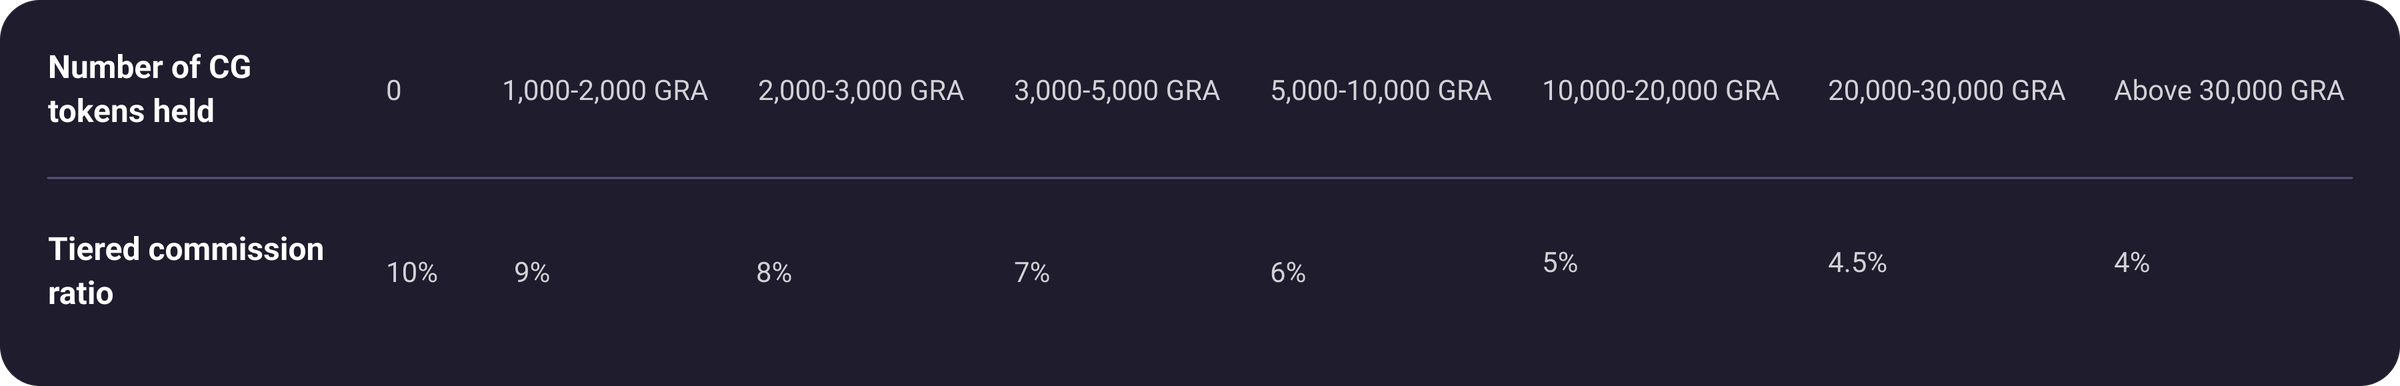 Number of CG
tokens held
0 1,000-2,000 GRA 2,000-3,000 GRA 3,000-5,000 GRA 5,000-10,000 GRA 10,000-20,000 GRA 20,000-30,000 GRA Above 30,000 GRA
Tiered commission
ratio
10% 9% 8% 7% 6% 5% 4.5% 4%